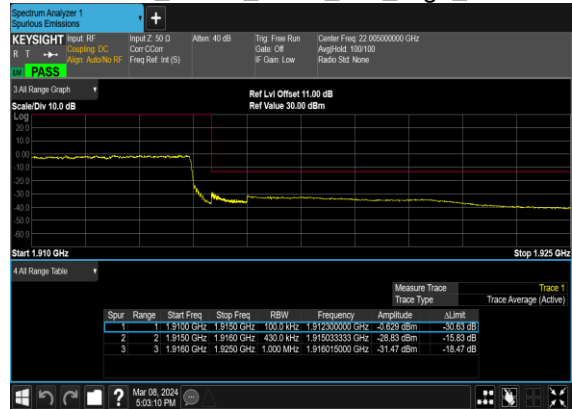 Spectrum Analyzer 1
Spurious Emissions
+
KEYSIGHT Input: RF Input Z: 50 Ω Atten: 40 dB Trig: Free Run Center Freq: 22.005000000 GHz
R T Coupling: DC Corr CCorr Gate: Off Avg|Hold: 100/100
Align: Auto/No RF Freq Ref: Int (S) IF Gain: Low Radio Std: None
PASS
3 All Range Graph Ref Lvl Offset 11.00 dB
Scale/Div 10.0 dB Ref Value 30.00 dBm
Log
20.0
10.0
0.00
-10.0
-20.0
-30.0
-40.0
-50.0
-60.0
Start 1.910 GHz Stop 1.925 GHz
4 All Range Table
Measure Trace Trace 1
Trace Type Trace Average (Active)
Spur Range Start Freq Stop Freq RBW Frequency Amplitude ΔLimit
1 1 1.9100 GHz 1.9150 GHz 100.0 kHz 1.912300000 GHz -0.629 dBm -30.63 dB
2 2 1.9150 GHz 1.9160 GHz 430.0 kHz 1.915033333 GHz -28.83 dBm -15.83 dB
3 3 1.9160 GHz 1.9250 GHz 1.000 MHz 1.916015000 GHz -31.47 dBm -18.47 dB
? Mar 08, 2024
5:03:10 PM